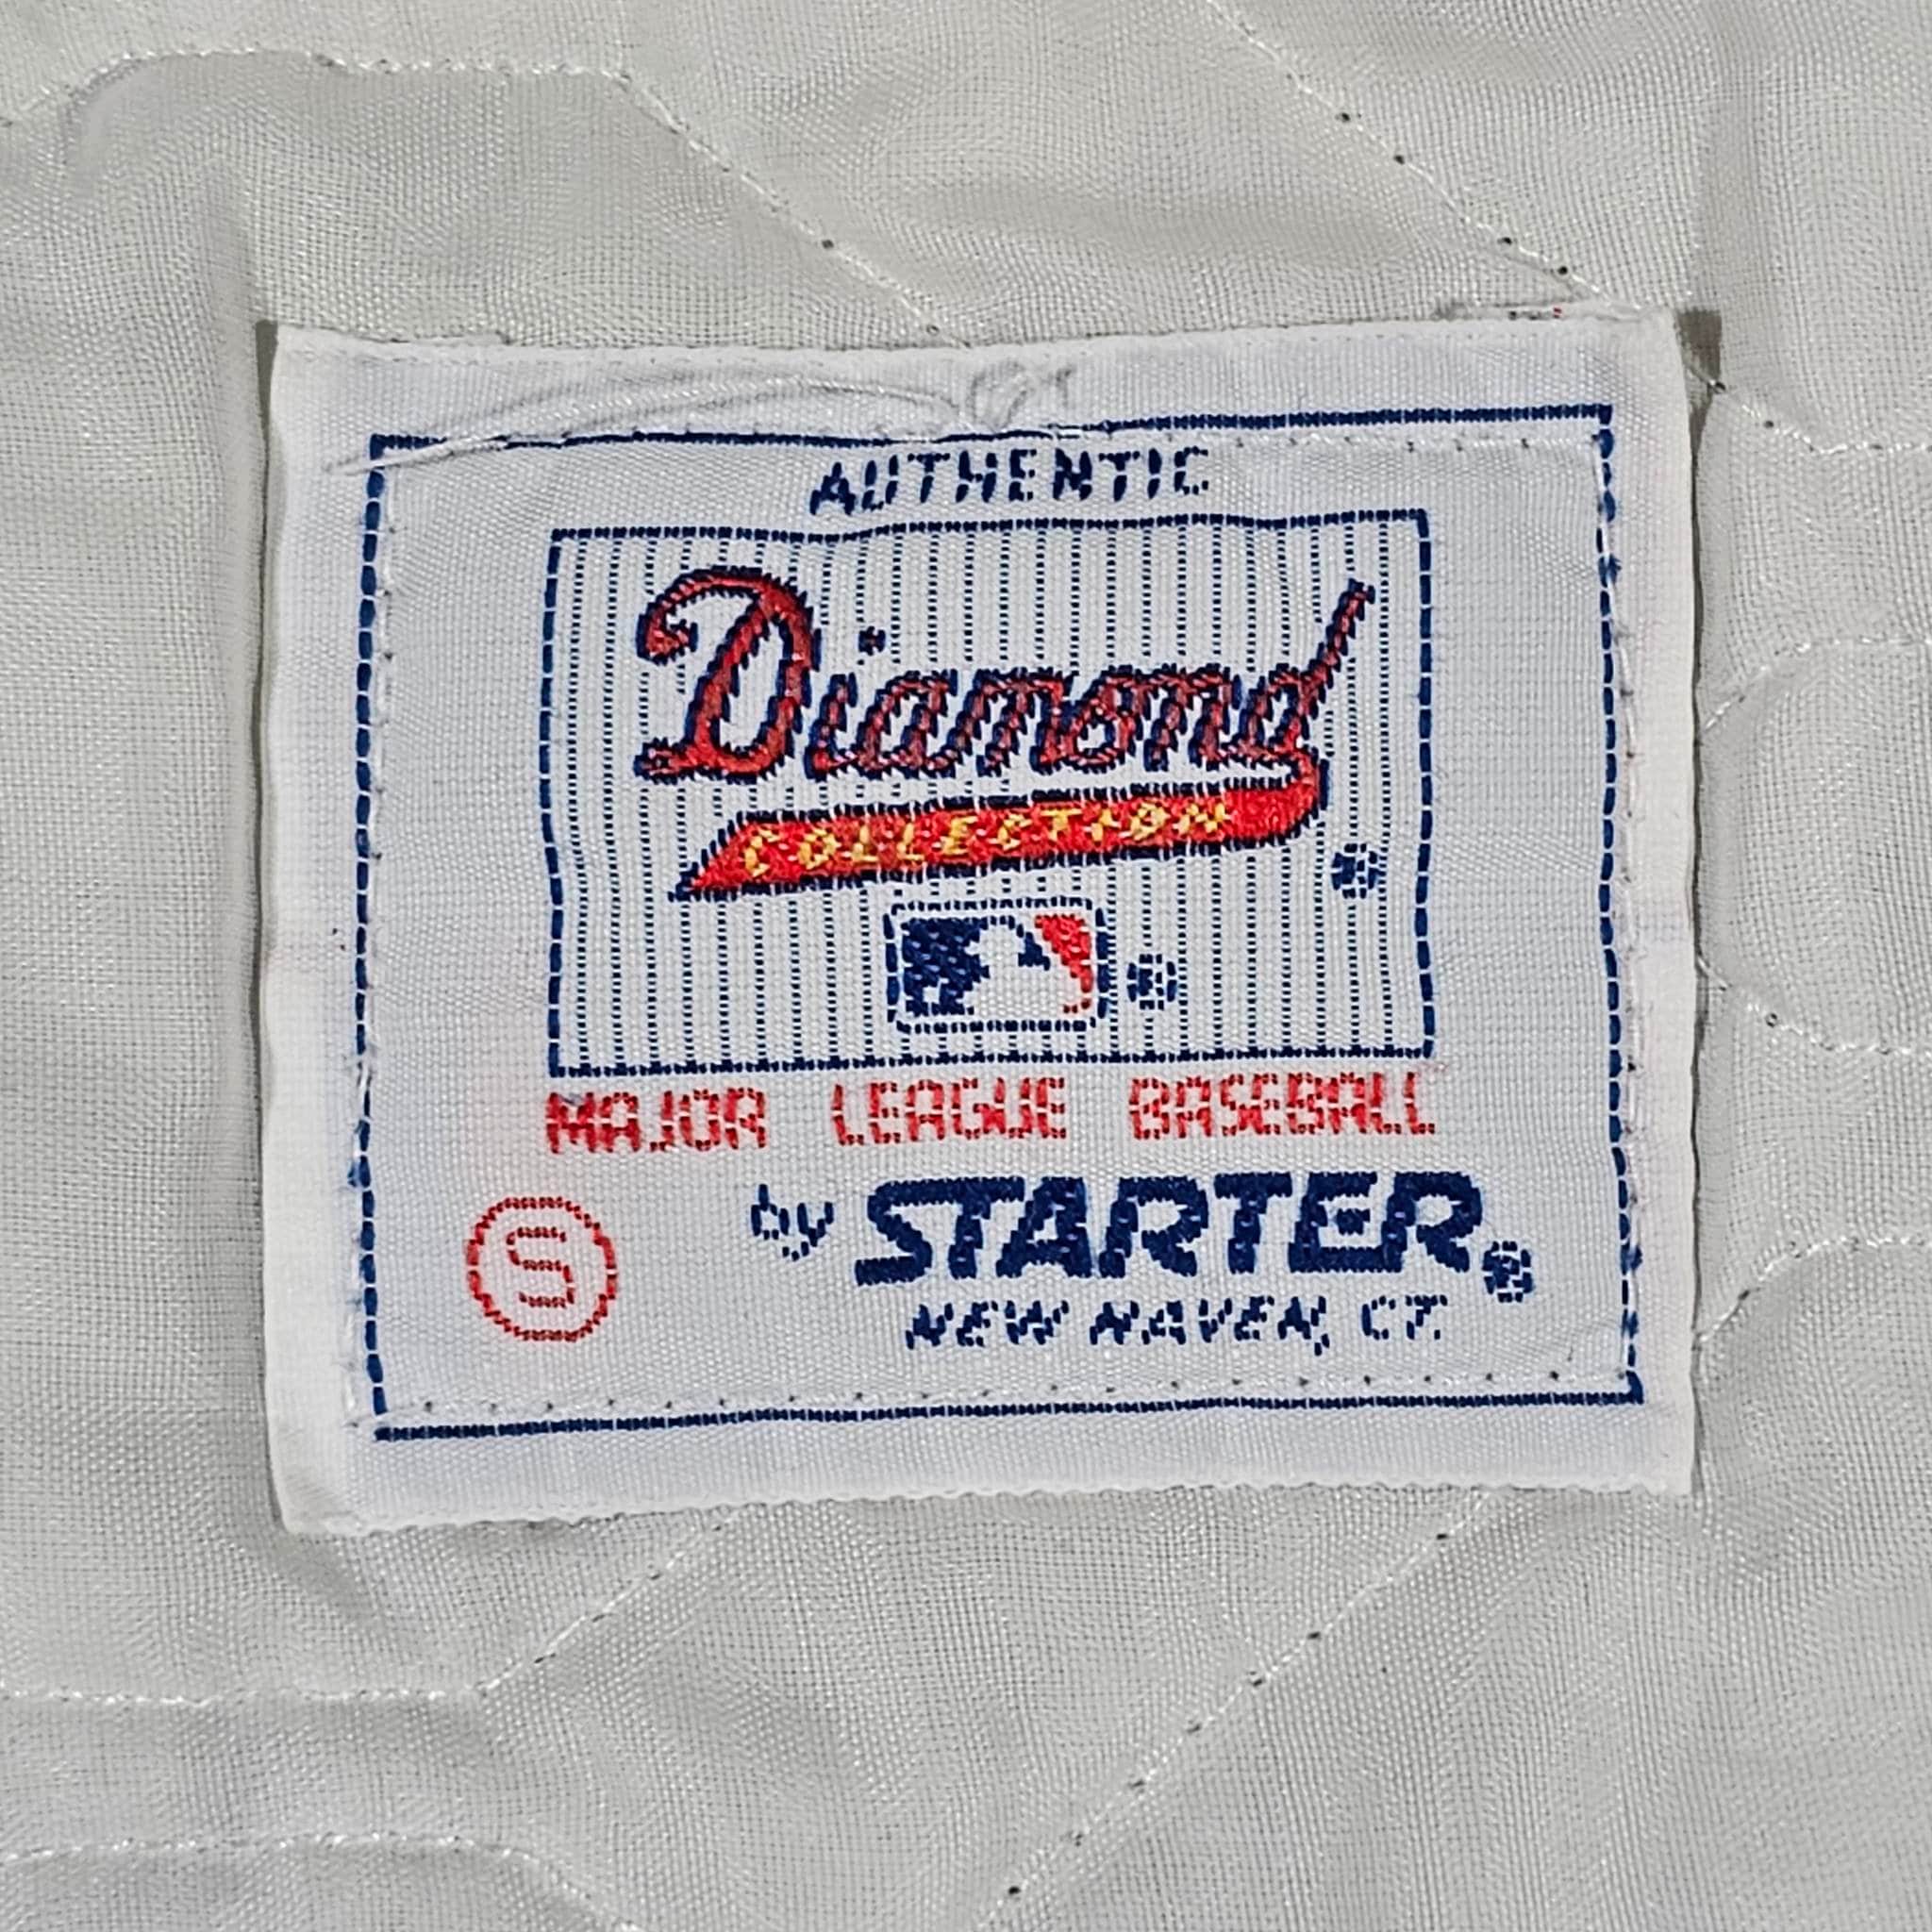 AUTHENTIC
Diamond
COLLECTION ®
®
MAJOR LEAGUE BASEBALL
by STARTER®
S
NEW HAVEN, CT.